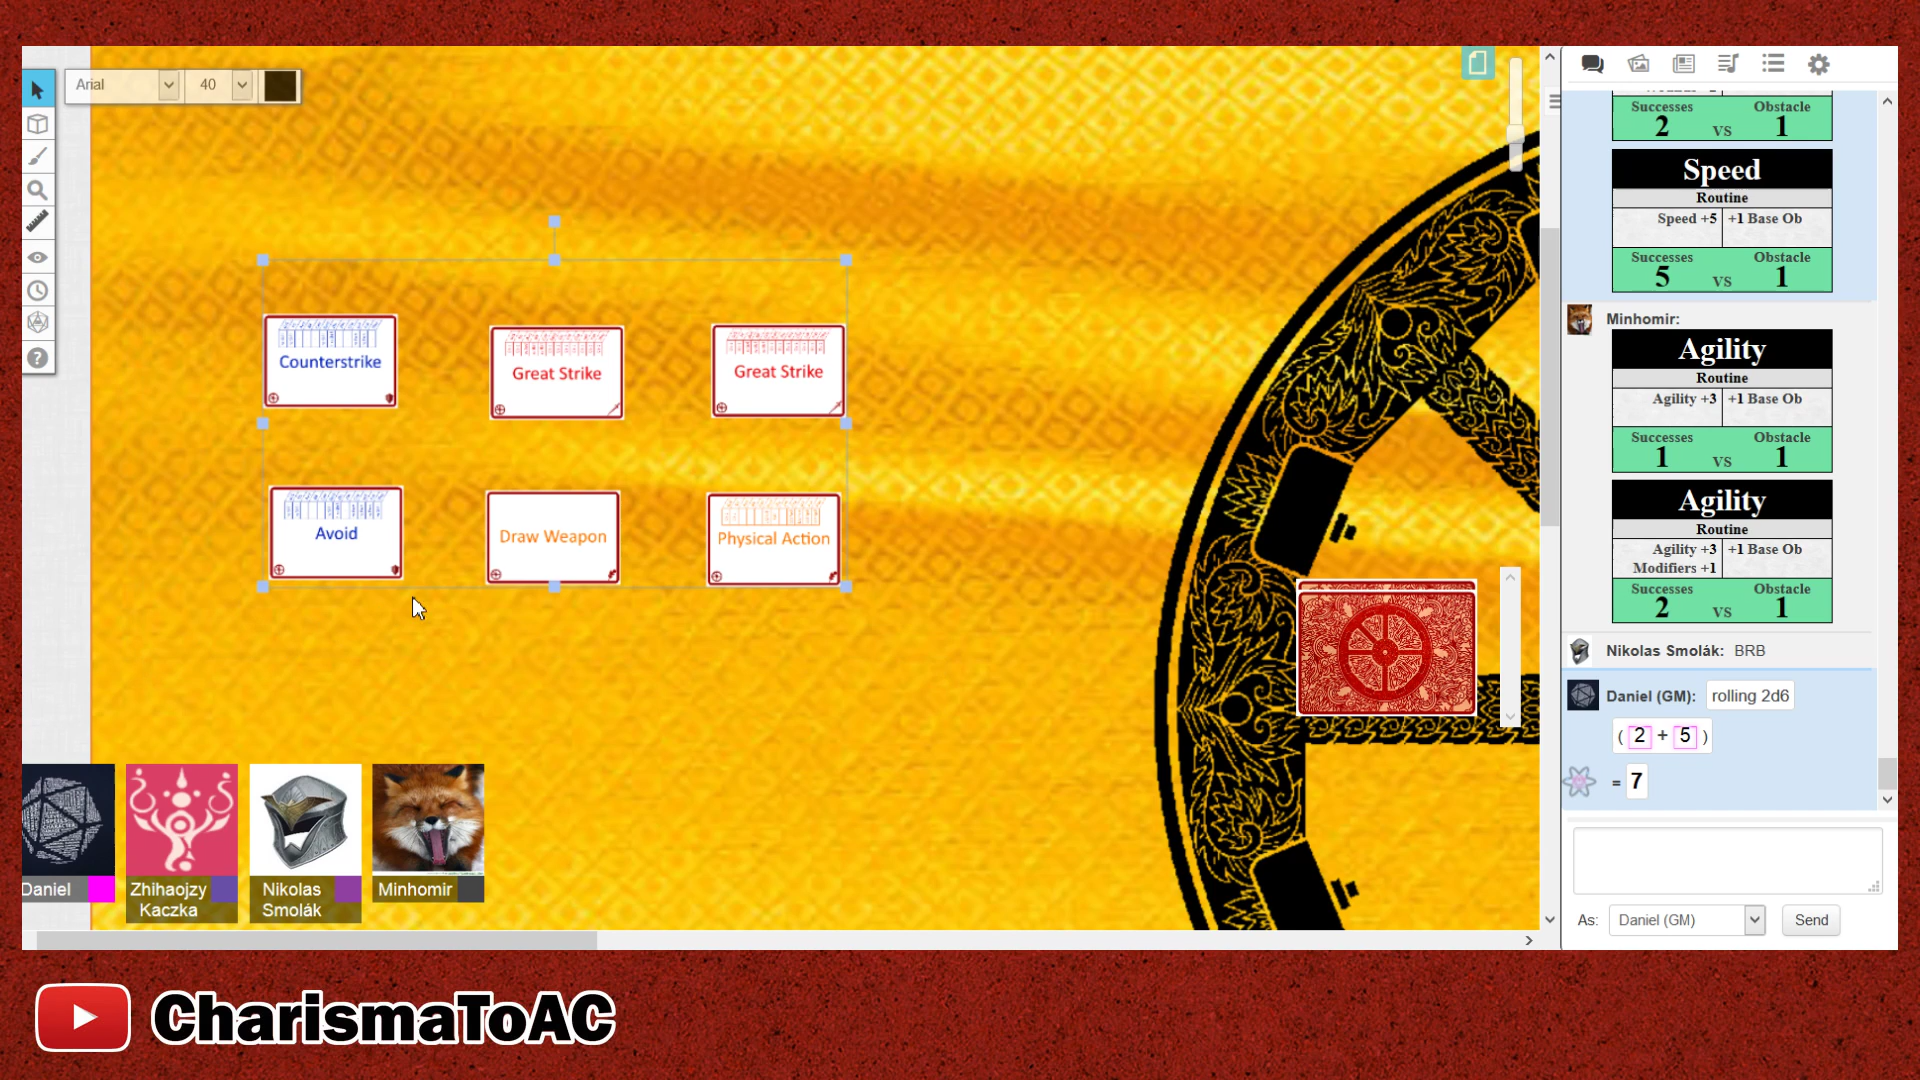 Arial
40
Counterstrike
Great Strike
Great Strike
Avoid
Draw Weapon
Physical Action
Daniel
Zhihaojzy
Kaczka
Nikolas
Smolák
Minhomir
Successes Obstacle
2 vs 1
Speed
Routine
Speed +5 +1 Base Ob
Successes Obstacle
5 vs 1
Minhomir:
Agility
Routine
Agility +3 +1 Base Ob
Successes Obstacle
1 vs 1
Agility
Routine
Agility +3 +1 Base Ob
Modifiers +1
Successes Obstacle
2 vs 1
Nikolas Smolák: BRB
Daniel (GM): rolling 2d6
( 2 + 5 )
= 7
As: Daniel (GM) Send
CharismaToAC